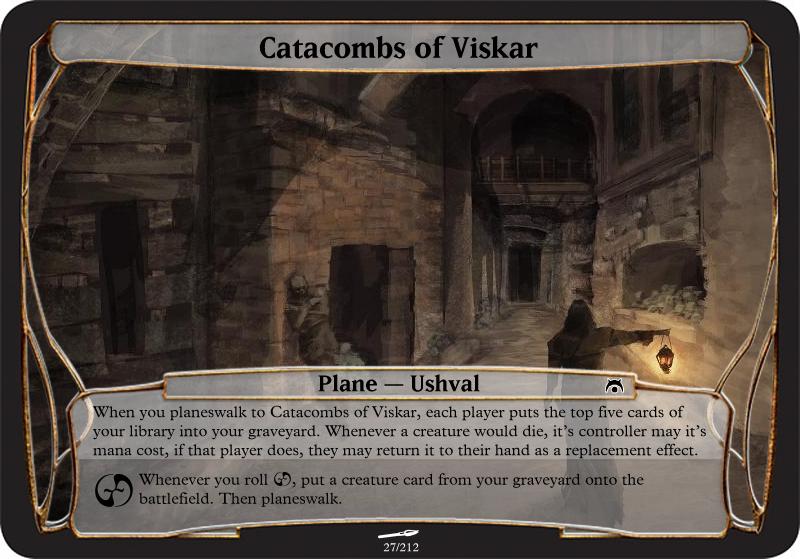 Catacombs of Viskar
Plane — Ushval
When you planeswalk to Catacombs of Viskar, each player puts the top five cards of
your library into your graveyard. Whenever a creature would die, it's controller may it's
mana cost, if that player does, they may return it to their hand as a replacement effect.
Whenever you roll , put a creature card from your graveyard onto the
battlefield. Then planeswalk.
27/212